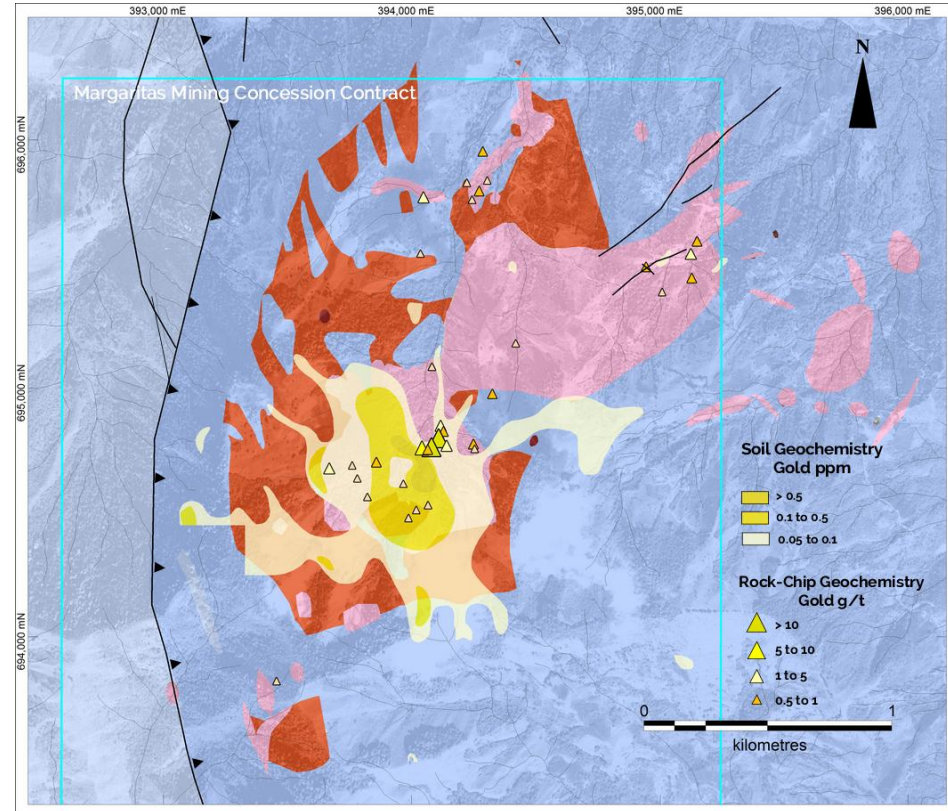 393,000 mE
394,000 mE
395,000 mE
396,000 mE
Margaritas Mining Concession Contract
N
696,000 mN
695,000 mN
694,000 mN
Soil Geochemistry
Gold ppm
> 0.5
0.1 to 0.5
0.05 to 0.1
Rock-Chip Geochemistry
Gold g/t
> 10
5 to 10
1 to 5
0.5 to 1
0
1
kilometres